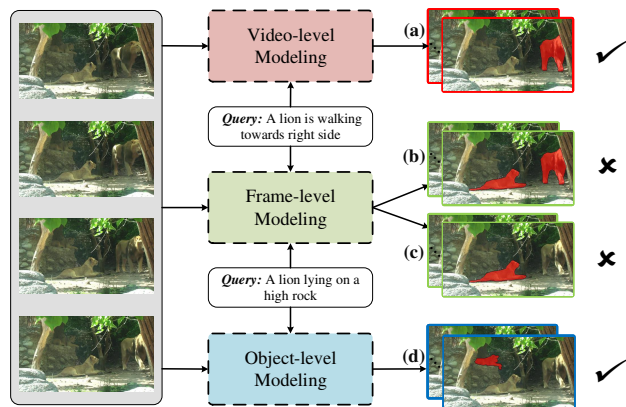 Video-level
Modeling
(a)
Query: A lion is walking
towards right side
(b)
Frame-level
Modeling
(c)
Query: A lion lying on a
high rock
Object-level
Modeling
(d)